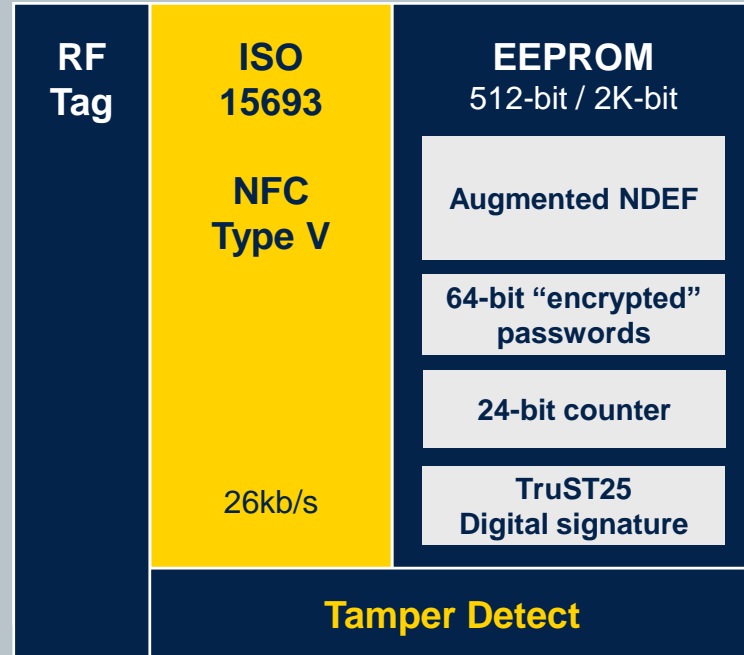 RF
Tag
ISO
15693
NFC
Type V
26kb/s
EEPROM
512-bit / 2K-bit
Augmented NDEF
64-bit “encrypted”
passwords
24-bit counter
TruST25
Digital signature
Tamper Detect